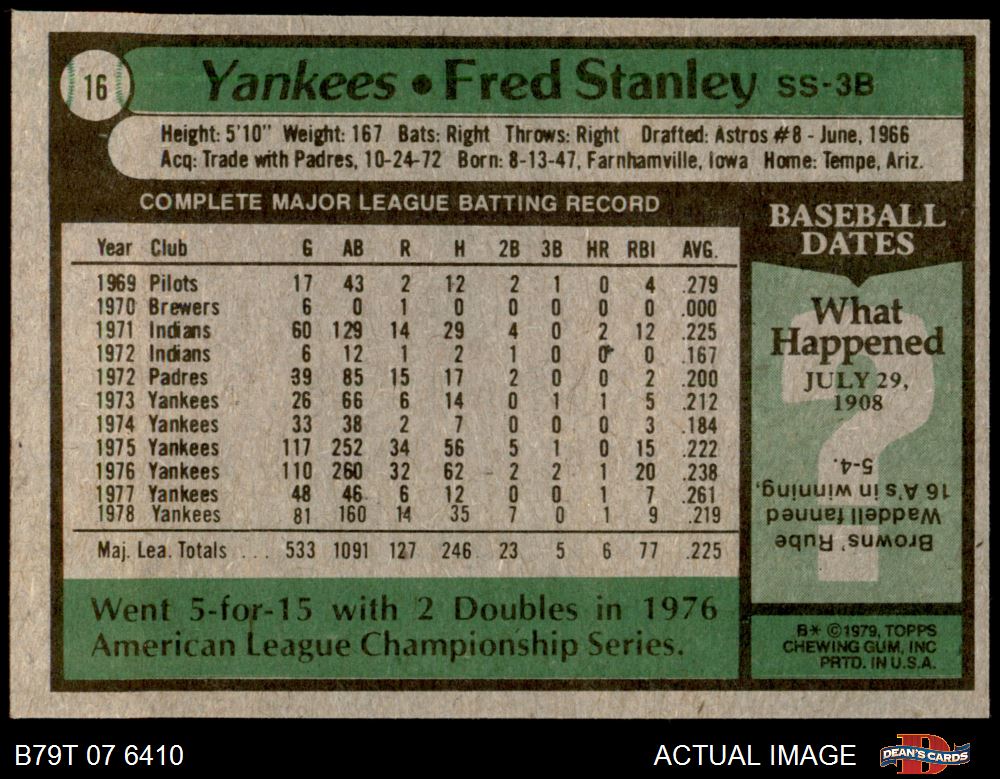 16
Yankees • Fred Stanley SS-3B
Height: 5'10" Weight: 167 Bats: Right Throws: Right Drafted: Astros #8 - June, 1966
Acq: Trade with Padres, 10-24-72 Born: 8-13-47, Farnhamville, Iowa Home: Tempe, Ariz.
COMPLETE MAJOR LEAGUE BATTING RECORD
Year Club G AB R H 2B 3B HR RBI AVG.
1969 Pilots 17 43 2 12 2 1 0 4 .279
1970 Brewers 6 0 1 0 0 0 0 0 .000
1971 Indians 60 129 14 29 4 0 2 12 .225
1972 Indians 6 12 1 2 1 0 0 0 .167
1972 Padres 39 85 15 17 2 0 0 2 .200
1973 Yankees 26 66 6 14 0 1 1 5 .212
1974 Yankees 33 38 2 7 0 0 0 3 .184
1975 Yankees 117 252 34 56 5 1 0 15 .222
1976 Yankees 110 260 32 62 2 2 1 20 .238
1977 Yankees 48 46 6 12 0 0 1 7 .261
1978 Yankees 81 160 14 35 7 0 1 9 .219
Maj. Lea. Totals ... 533 1091 127 246 23 5 6 77 .225
Went 5-for-15 with 2 Doubles in 1976
American League Championship Series.
BASEBALL
DATES
What
Happened
JULY 29,
1908
?
Browns' Rube
Waddell fanned
16 A's in winning,
5-4.
B* ©1979, TOPPS
CHEWING GUM, INC
PRTD. IN U.S.A.
B79T 07 6410
ACTUAL IMAGE
D
DEAN'S CARDS